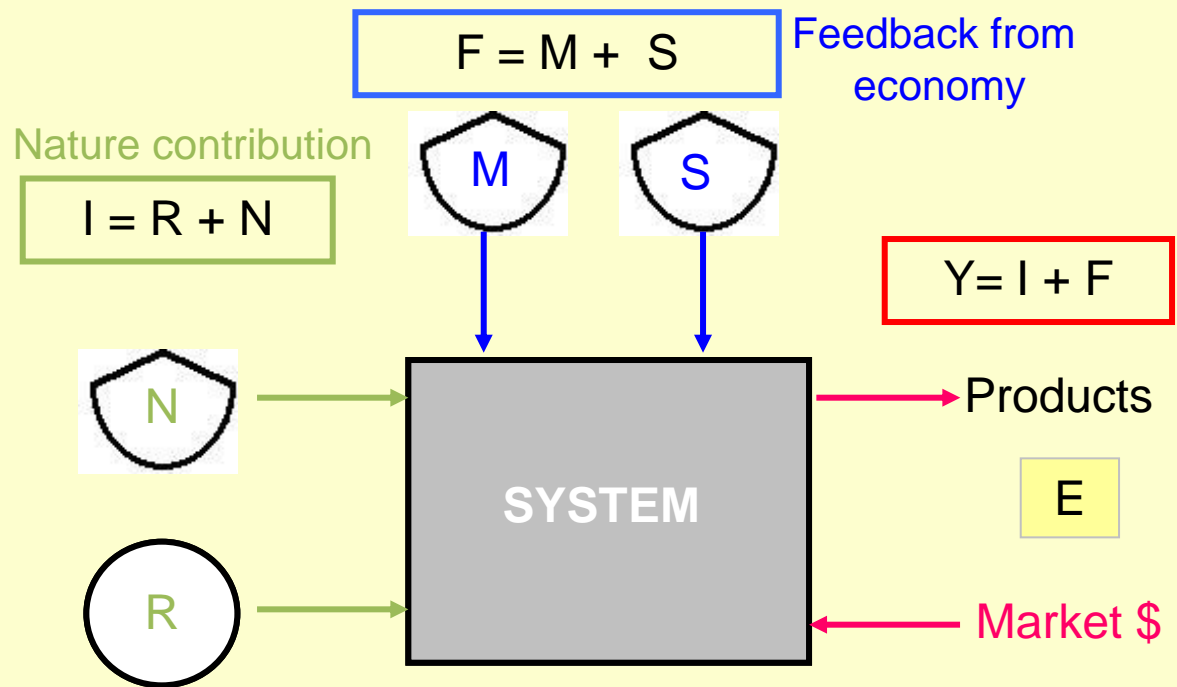 F = M + S
Feedback from
economy
Nature contribution
I = R + N
M
S
Y= I + F
N
Products
SYSTEM
E
R
Market $